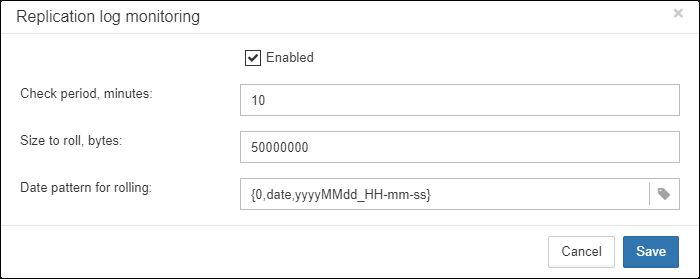 Replication log monitoring
Enabled
Check period, minutes:
10
Size to roll, bytes:
50000000
Date pattern for rolling:
{0,date,yyyyMMdd_HH-mm-ss}
Cancel
Save